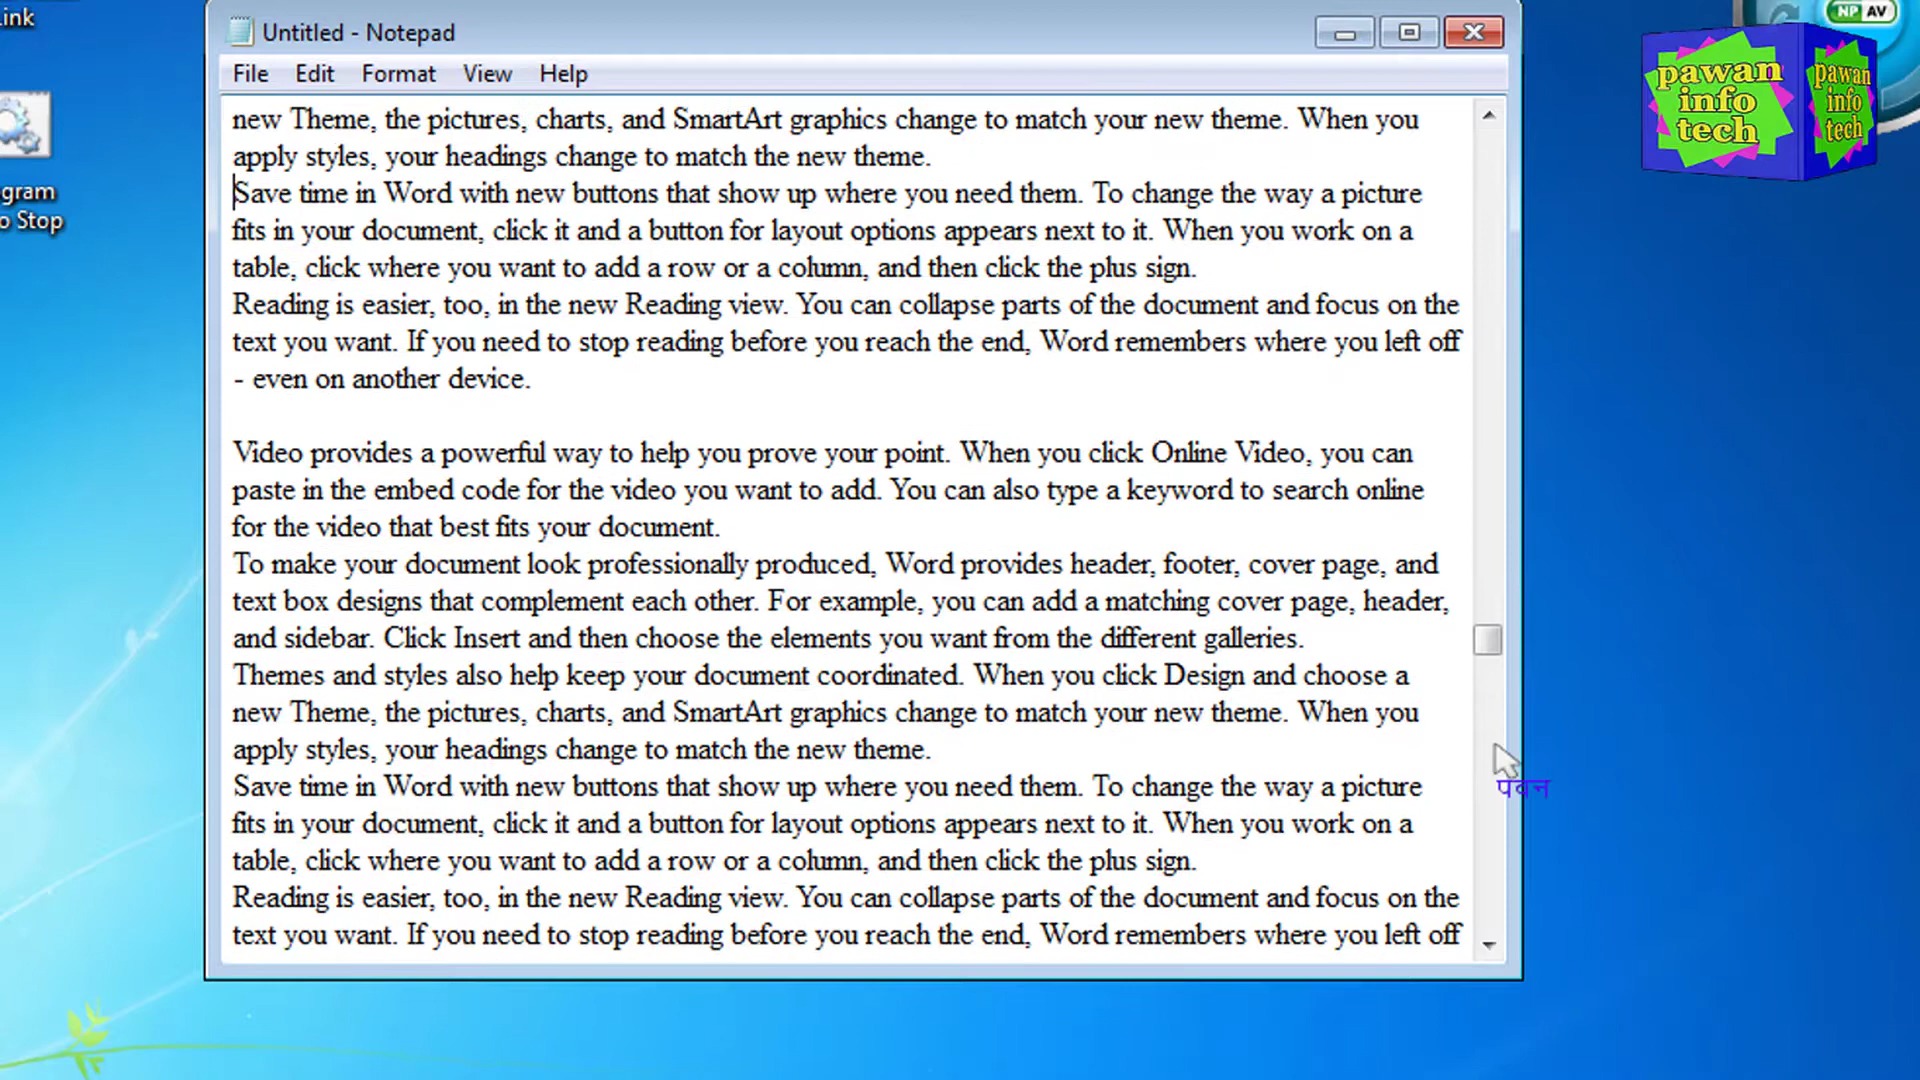 ink
ogram
o Stop
Untitled - Notepad
File Edit Format View Help
new Theme, the pictures, charts, and SmartArt graphics change to match your new theme. When you
apply styles, your headings change to match the new theme.
Save time in Word with new buttons that show up where you need them. To change the way a picture
fits in your document, click it and a button for layout options appears next to it. When you work on a
table, click where you want to add a row or a column, and then click the plus sign.
Reading is easier, too, in the new Reading view. You can collapse parts of the document and focus on the
text you want. If you need to stop reading before you reach the end, Word remembers where you left off
- even on another device.
Video provides a powerful way to help you prove your point. When you click Online Video, you can
paste in the embed code for the video you want to add. You can also type a keyword to search online
for the video that best fits your document.
To make your document look professionally produced, Word provides header, footer, cover page, and
text box designs that complement each other. For example, you can add a matching cover page, header,
and sidebar. Click Insert and then choose the elements you want from the different galleries.
Themes and styles also help keep your document coordinated. When you click Design and choose a
new Theme, the pictures, charts, and SmartArt graphics change to match your new theme. When you
apply styles, your headings change to match the new theme.
Save time in Word with new buttons that show up where you need them. To change the way a picture
fits in your document, click it and a button for layout options appears next to it. When you work on a
table, click where you want to add a row or a column, and then click the plus sign.
Reading is easier, too, in the new Reading view. You can collapse parts of the document and focus on the
text you want. If you need to stop reading before you reach the end, Word remembers where you left off
पवन
NP AV
pawan
info
tech
pawan
info
tech